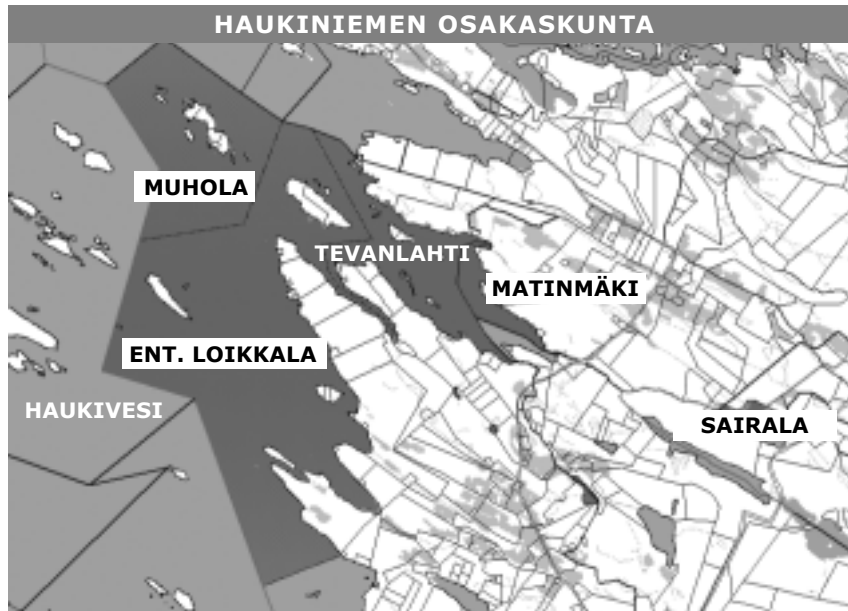 HAUKINIEMEN OSAKASKUNTA
MUHOLA
TEVANLAHTI
MATINMÄKI
ENT. LOIKKALA
HAUKIVESI
SAIRALA